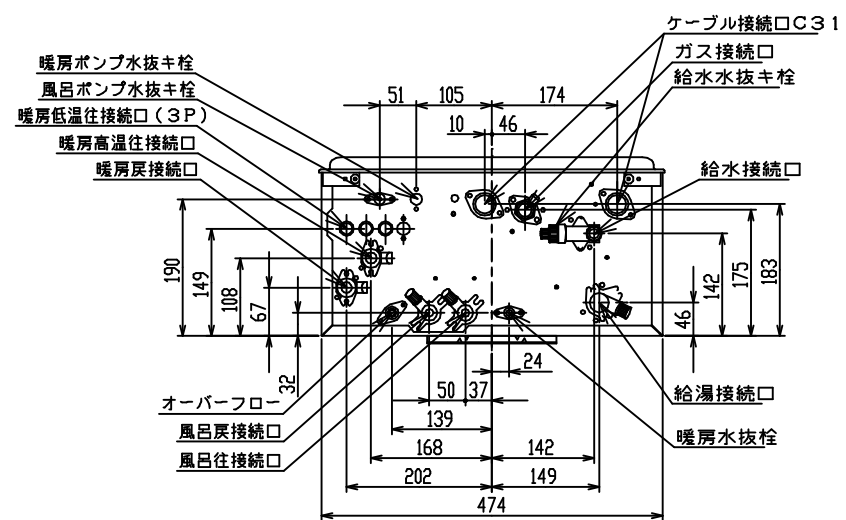 ケーブル接続口C31
ガス接続口
給水水抜キ栓
暖房ポンプ水抜キ栓
風呂ポンプ水抜キ栓
暖房低温往接続口(3P)
暖房高温往接続口
暖房戻接続口
給水接続口
51
105
174
10
46
190
149
108
67
32
142
175
183
46
24
50
37
139
168
142
202
149
474
オーバーフロー
風呂戻接続口
風呂往接続口
給湯接続口
暖房水抜栓